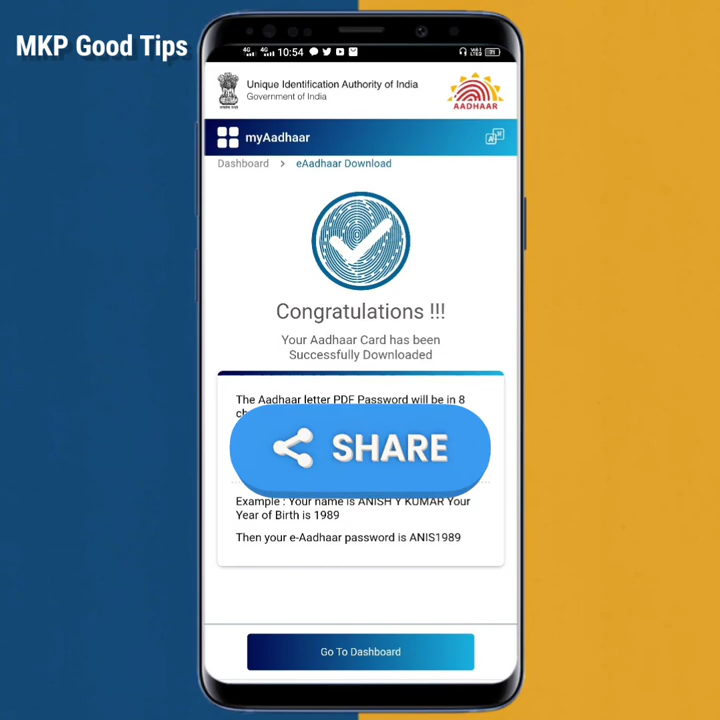 MKP Good Tips
4G 4G 10:54
Unique Identification Authority of India
Government of India
AADHAAR
myAadhaar
Dashboard > eAadhaar Download
Congratulations !!!
Your Aadhaar Card has been
Successfully Downloaded
The Aadhaar letter PDF Password will be in 8
SHARE
Example : Your name is ANISH Y KUMAR Your
Year of Birth is 1989
Then your e-Aadhaar password is ANIS1989
Go To Dashboard